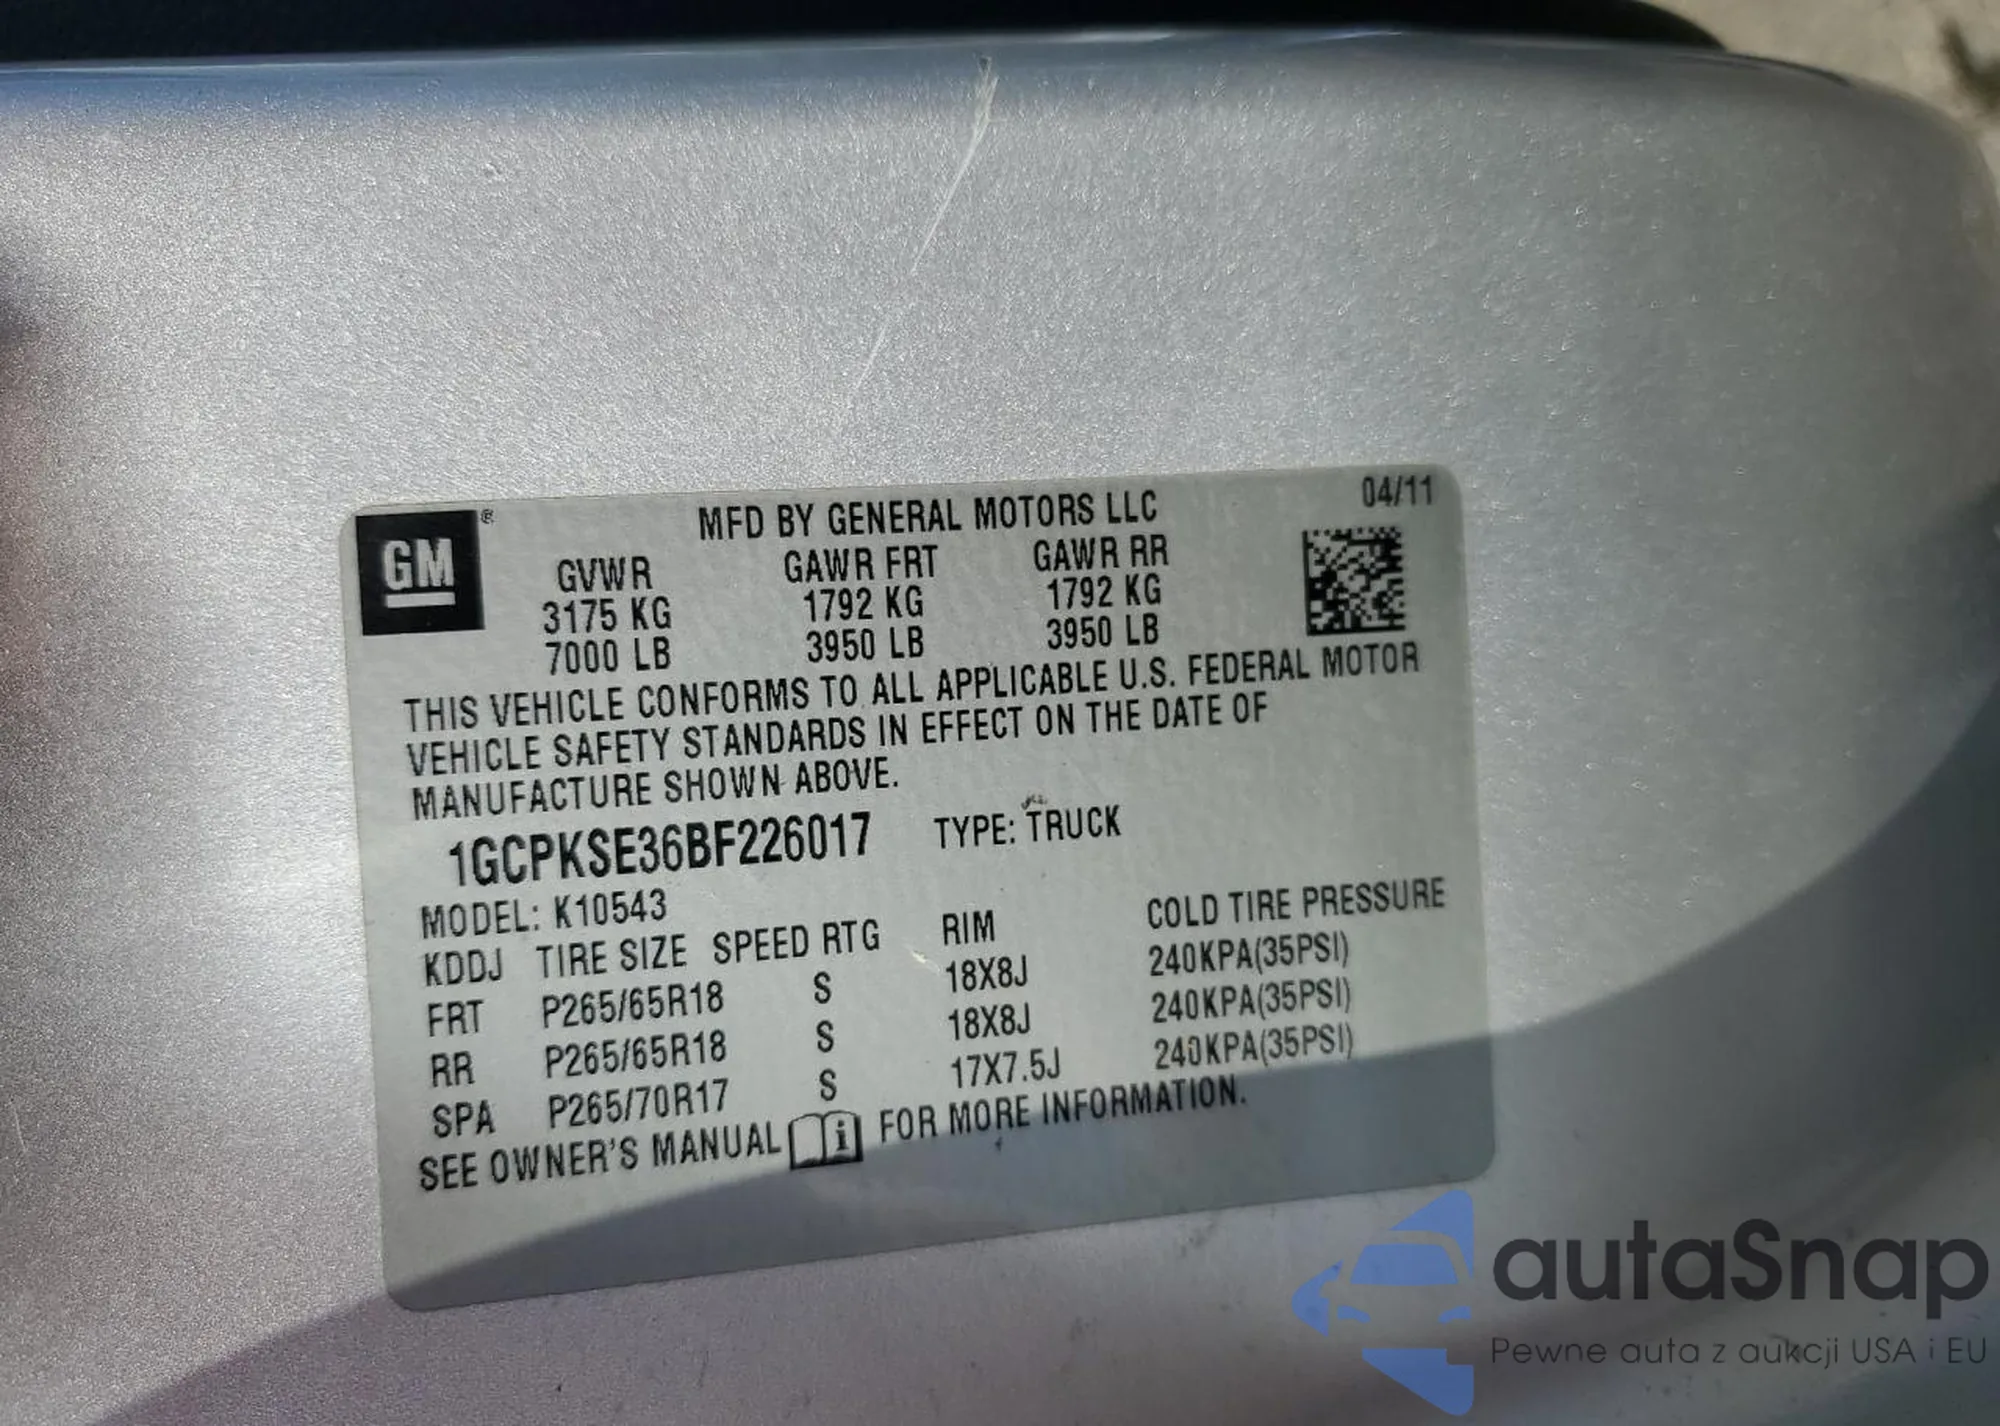 GM ®
MFD BY GENERAL MOTORS LLC 04/11
GVWR GAWR FRT GAWR RR
3175 KG 1792 KG 1792 KG
7000 LB 3950 LB 3950 LB
THIS VEHICLE CONFORMS TO ALL APPLICABLE U.S. FEDERAL MOTOR
VEHICLE SAFETY STANDARDS IN EFFECT ON THE DATE OF
MANUFACTURE SHOWN ABOVE.
1GCPKSE36BF226017 TYPE: TRUCK
MODEL: K10543
KDDJ TIRE SIZE SPEED RTG RIM COLD TIRE PRESSURE
FRT P265/65R18 S 18X8J 240KPA(35PSI)
RR P265/65R18 S 18X8J 240KPA(35PSI)
SPA P265/70R17 S 17X7.5J 240KPA(35PSI)
SEE OWNER'S MANUAL i FOR MORE INFORMATION.
autaSnap
Pewne auta z aukcji USA i EU